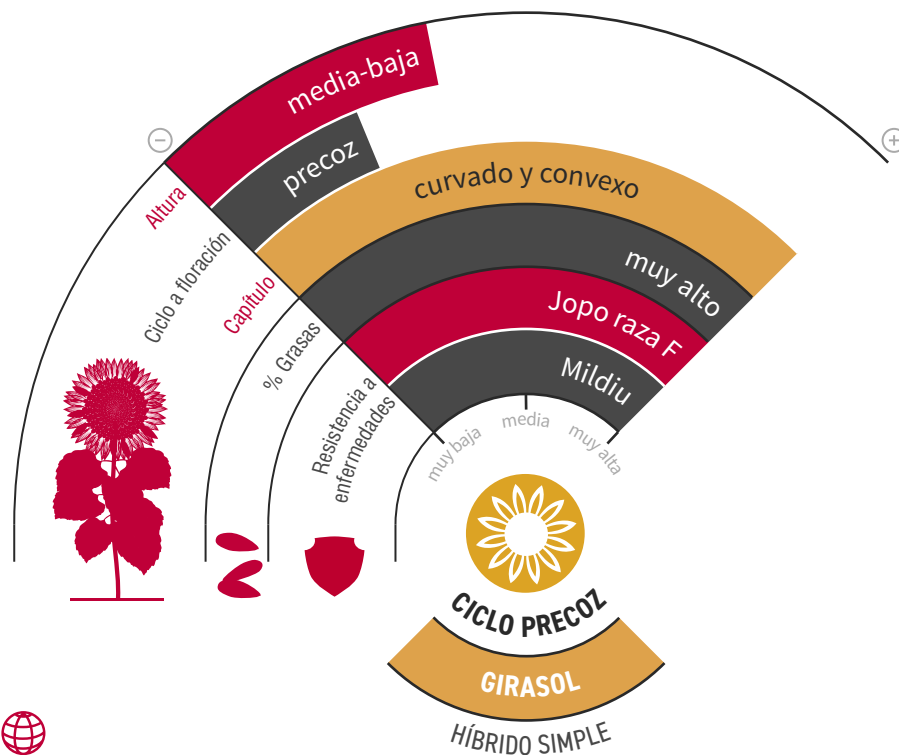 −
+
Altura
media-baja
Ciclo a floración
precoz
Capítulo
curvado y convexo
% Grasas
muy alto
Resistencia a
enfermedades
Jopo raza F
Mildiu
muy baja
media
muy alta
CICLO PRECOZ
GIRASOL
HÍBRIDO SIMPLE